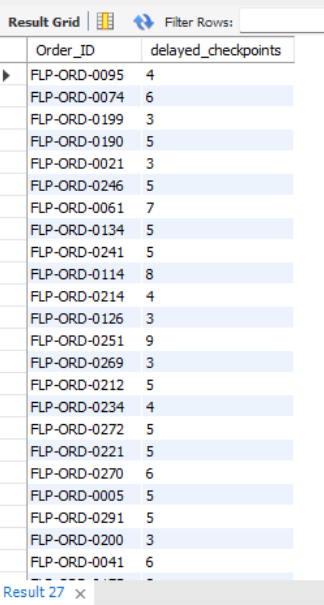 Result Grid Filter Rows:
Order_ID delayed_checkpoints
FLP-ORD-0095 4
FLP-ORD-0074 6
FLP-ORD-0199 3
FLP-ORD-0190 5
FLP-ORD-0021 3
FLP-ORD-0246 5
FLP-ORD-0061 7
FLP-ORD-0134 5
FLP-ORD-0241 5
FLP-ORD-0114 8
FLP-ORD-0214 4
FLP-ORD-0126 3
FLP-ORD-0251 9
FLP-ORD-0269 3
FLP-ORD-0212 5
FLP-ORD-0234 4
FLP-ORD-0272 5
FLP-ORD-0221 5
FLP-ORD-0270 6
FLP-ORD-0005 5
FLP-ORD-0291 5
FLP-ORD-0200 3
FLP-ORD-0041 6
Result 27